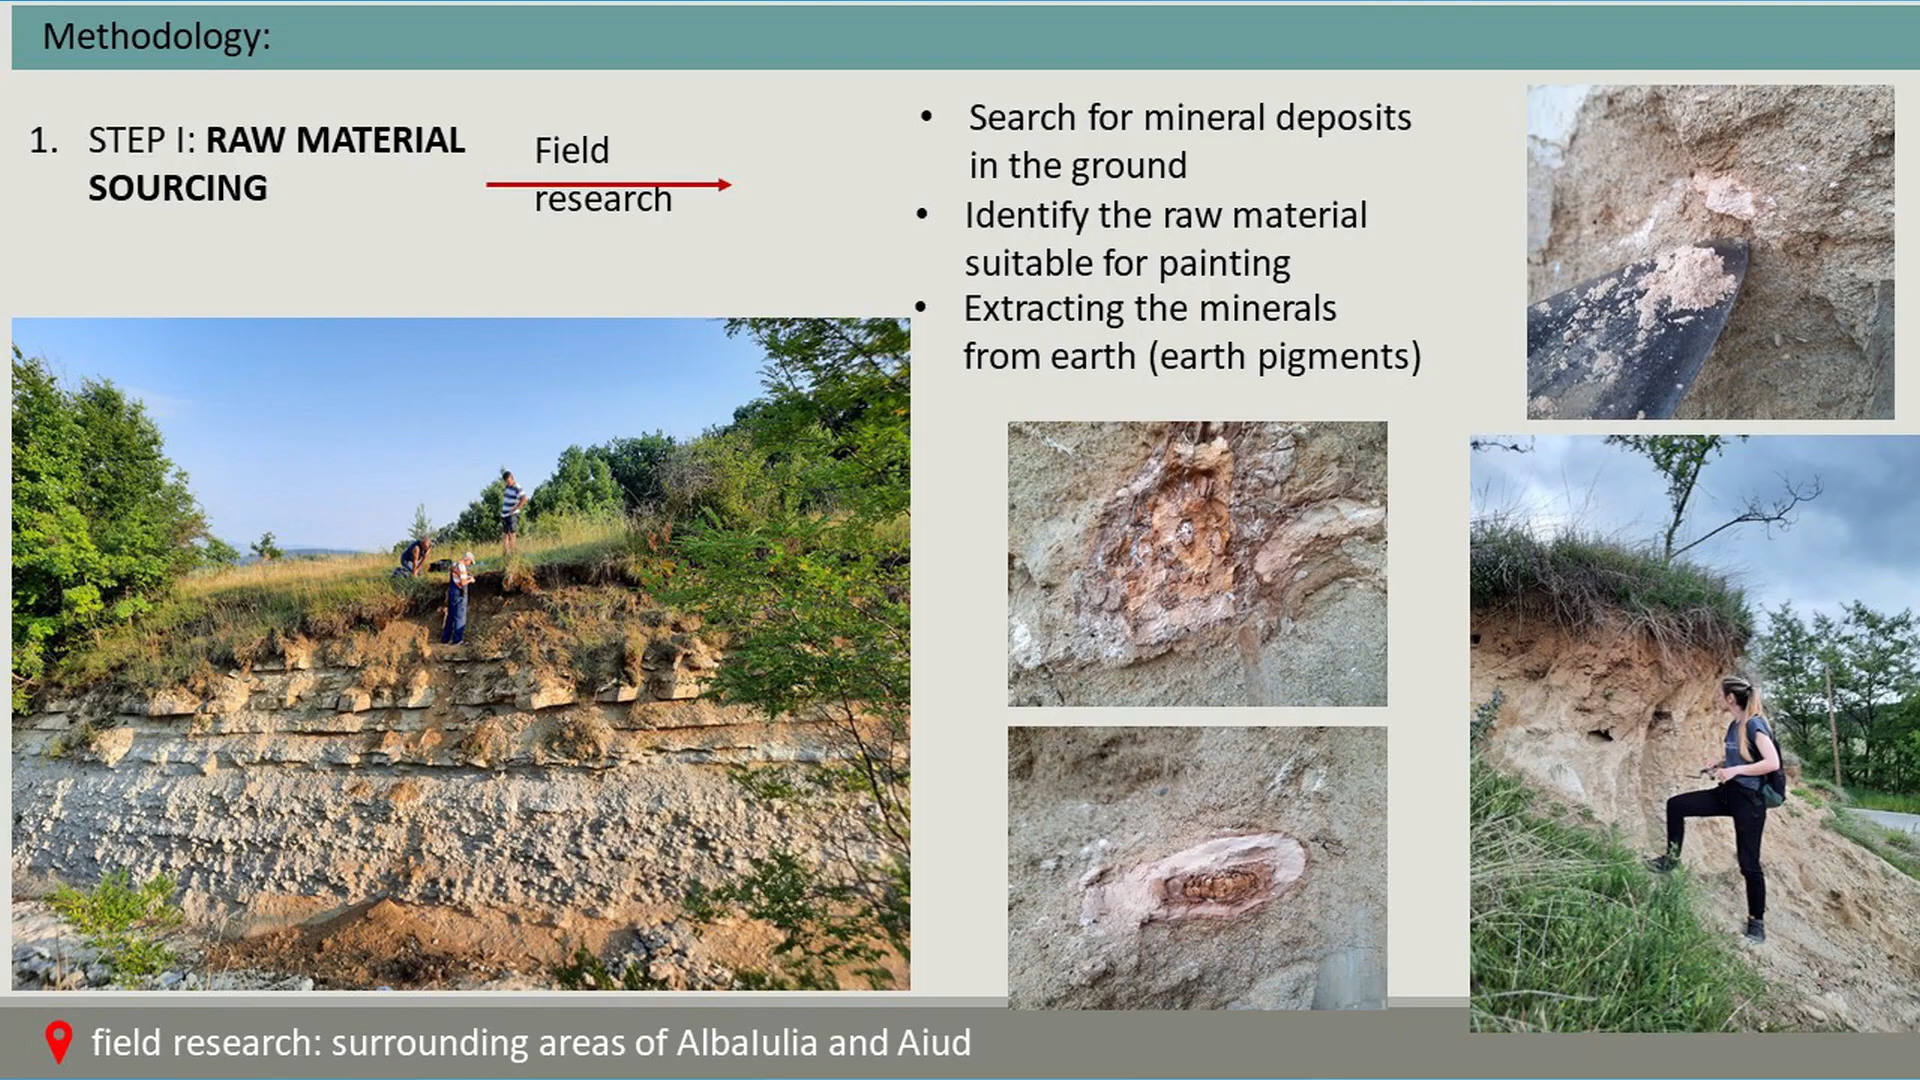 Methodology:
1. STEP I: RAW MATERIAL
SOURCING
Field
research
• Search for mineral deposits
in the ground
• Identify the raw material
suitable for painting
• Extracting the minerals
from earth (earth pigments)
field research: surrounding areas of AlbaIulia and Aiud